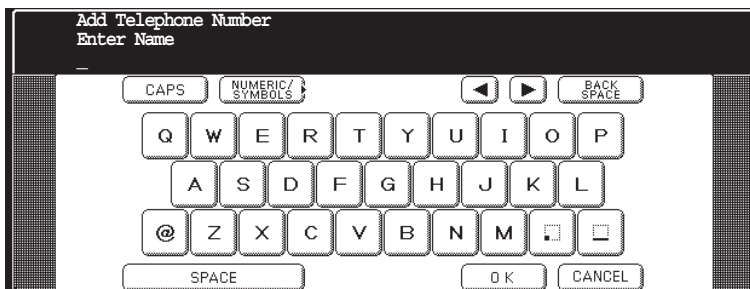 Add Telephone Number
Enter Name
_
CAPS NUMERIC/ SYMBOLS ◀ ▶ BACK SPACE
Q W E R T Y U I O P
A S D F G H J K L
@ Z X C V B N M . _
SPACE OK CANCEL